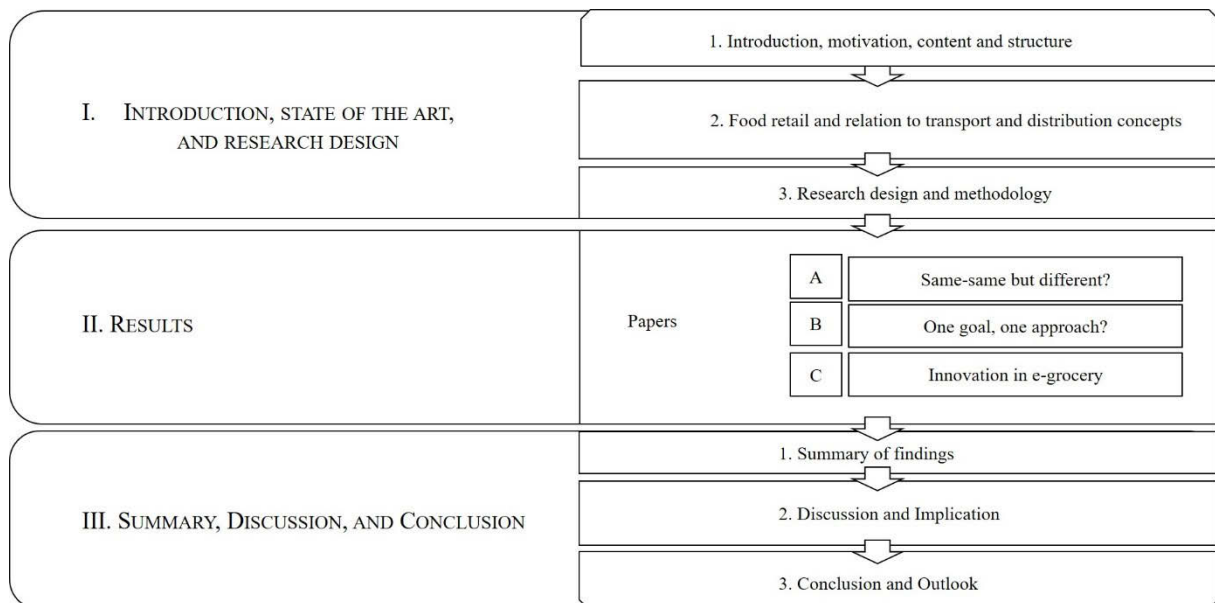 1. Introduction, motivation, content and structure
I. INTRODUCTION, STATE OF THE ART,
AND RESEARCH DESIGN
2. Food retail and relation to transport and distribution concepts
3. Research design and methodology
II. RESULTS
Papers
A
Same-same but different?
B
One goal, one approach?
C
Innovation in e-grocery
III. SUMMARY, DISCUSSION, AND CONCLUSION
1. Summary of findings
2. Discussion and Implication
3. Conclusion and Outlook